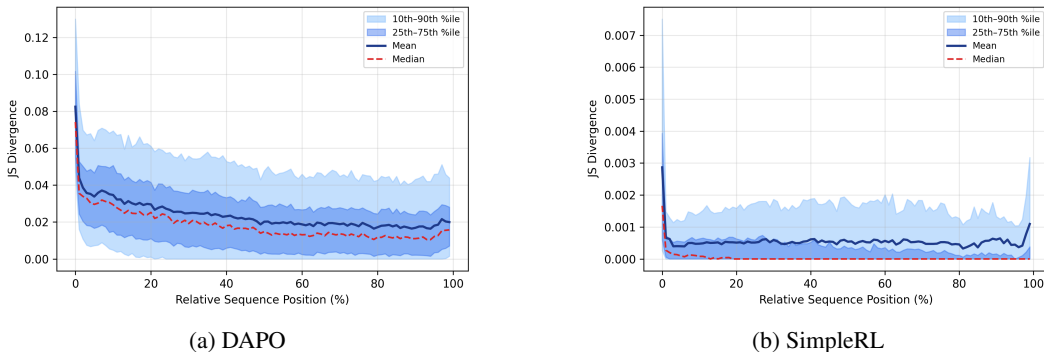 10th–90th %ile
25th–75th %ile
Mean
Median
JS Divergence
0.12
0.10
0.08
0.06
0.04
0.02
0.00
0 20 40 60 80 100
Relative Sequence Position (%)
(a) DAPO
10th–90th %ile
25th–75th %ile
Mean
Median
JS Divergence
0.007
0.006
0.005
0.004
0.003
0.002
0.001
0.000
0 20 40 60 80 100
Relative Sequence Position (%)
(b) SimpleRL